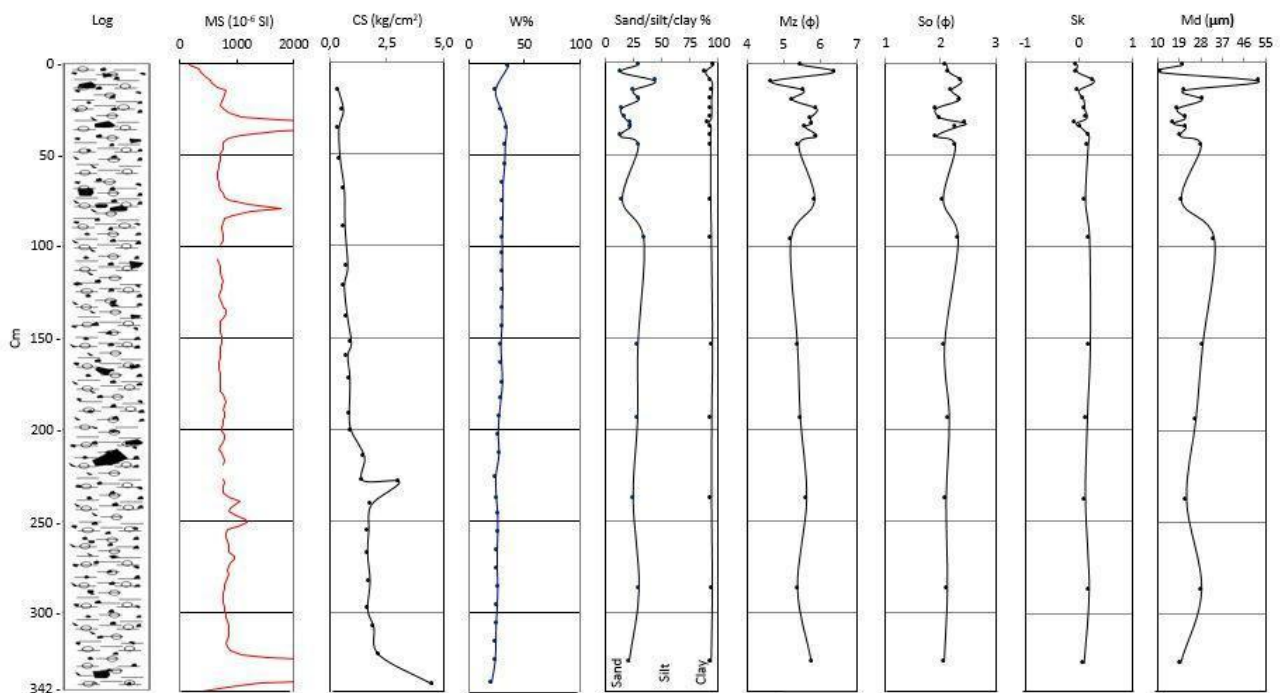 Log MS (10⁻⁶ SI) CS (kg/cm²) W% Sand/silt/clay % Mz (ϕ) So (ϕ) Sk Md (µm)
0 1000 2000 0,0 2,5 5,0 0 50 100 0 25 50 75 100 4 5 6 7 1 2 3 -1 0 1 10 19 28 37 46 55
0 -
50 -
100 -
Cm
150 -
200 -
250 -
300 -
342 -
Sand Silt Clay